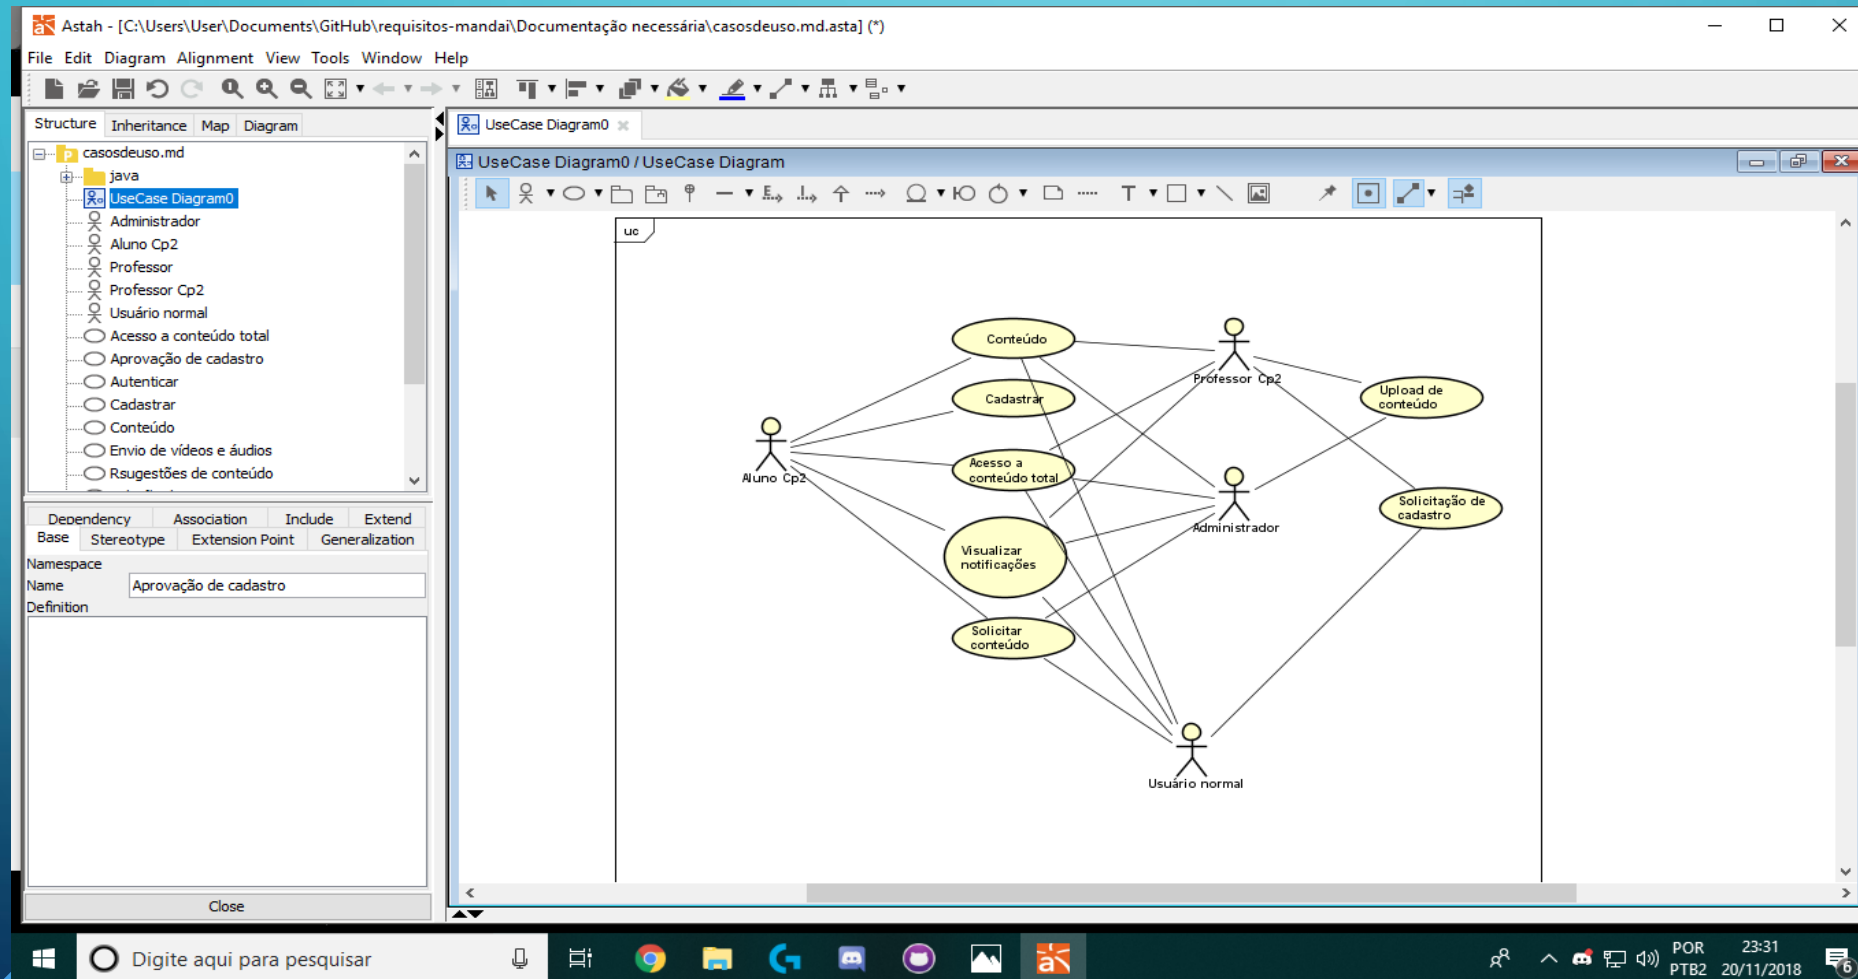 Astah - [C:\Users\User\Documents\GitHub\requisitos-mandai\Documentação necessária\casosdeuso.md.asta] (*)
File Edit Diagram Alignment View Tools Window Help
Structure Inheritance Map Diagram
casosdeuso.md
java
UseCase Diagram0
Administrador
Aluno Cp2
Professor
Professor Cp2
Usuário normal
Acesso a conteúdo total
Aprovação de cadastro
Autenticar
Cadastrar
Conteúdo
Envio de vídeos e áudios
Rsugestões de conteúdo
Dependency Association Include Extend
Base Stereotype Extension Point Generalization
Namespace
Name Aprovação de cadastro
Definition
Close
UseCase Diagram0
UseCase Diagram0 / UseCase Diagram
uc
Conteúdo
Professor Cp2
Cadastrar
Upload de
conteúdo
Aluno Cp2
Acesso a
conteúdo total
Administrador
Solicitação de
cadastro
Visualizar
notificações
Solicitar
conteúdo
Usuário normal
Digite aqui para pesquisar
POR
PTB2
23:31
20/11/2018
6